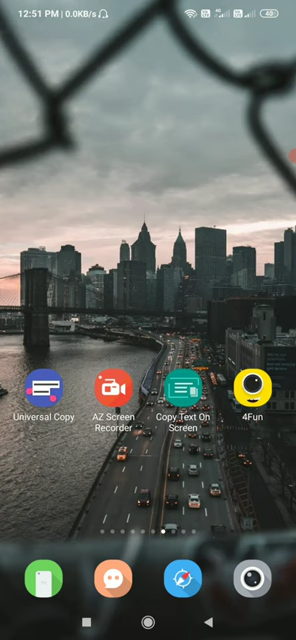 12:51 PM | 0.0KB/s
40
Universal Copy
AZ Screen
Recorder
Copy Text On
Screen
4Fun